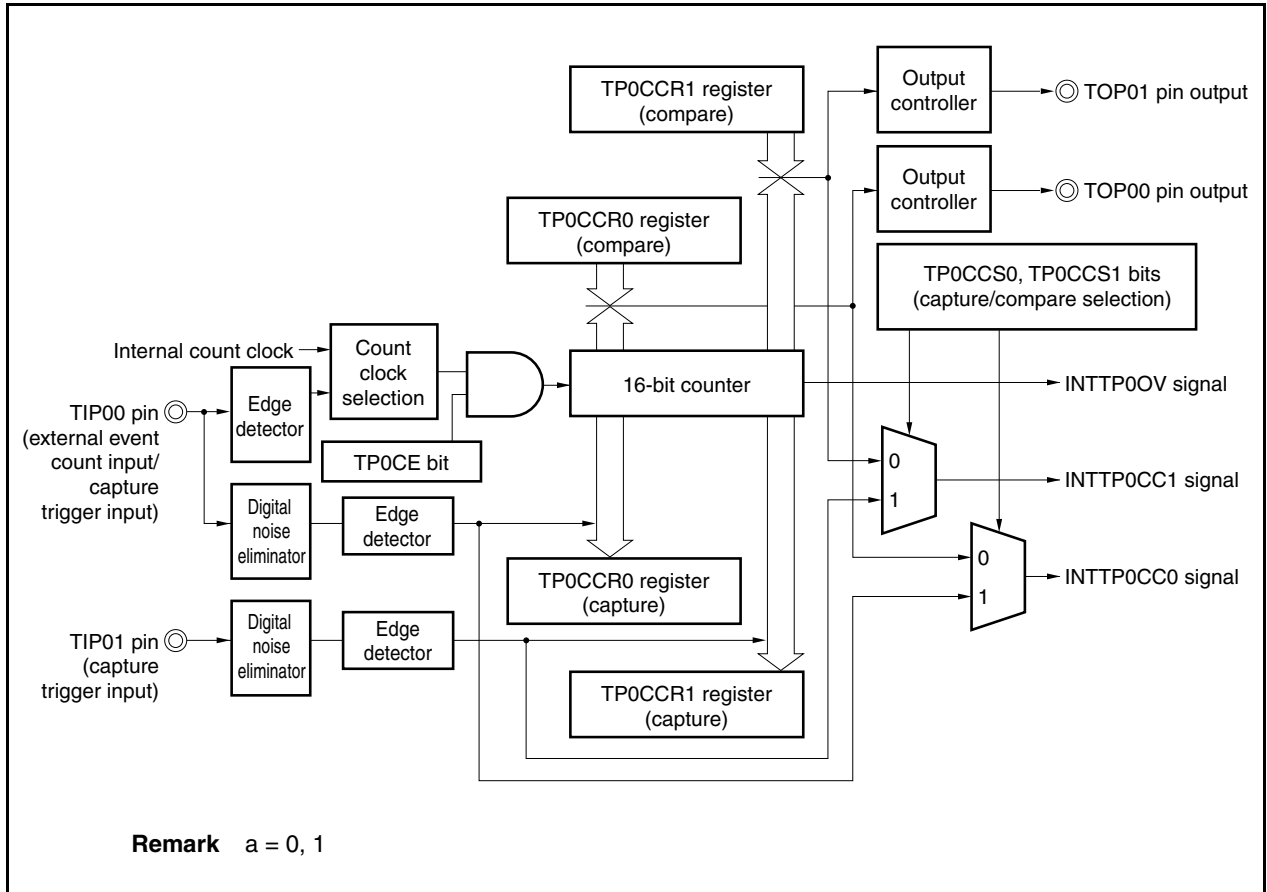 TP0CCR1 register
(compare)
Output
controller
TOP01 pin output
Output
controller
TOP00 pin output
TP0CCR0 register
(compare)
TP0CCS0, TP0CCS1 bits
(capture/compare selection)
Internal count clock
Count
clock
selection
16-bit counter
INTTP0OV signal
TIP00 pin
(external event
count input/
capture
trigger input)
Edge
detector
TP0CE bit
0
1
INTTP0CC1 signal
Digital
noise
eliminator
Edge
detector
0
1
INTTP0CC0 signal
TP0CCR0 register
(capture)
TIP01 pin
(capture
trigger input)
Digital
noise
eliminator
Edge
detector
TP0CCR1 register
(capture)
Remark a = 0, 1